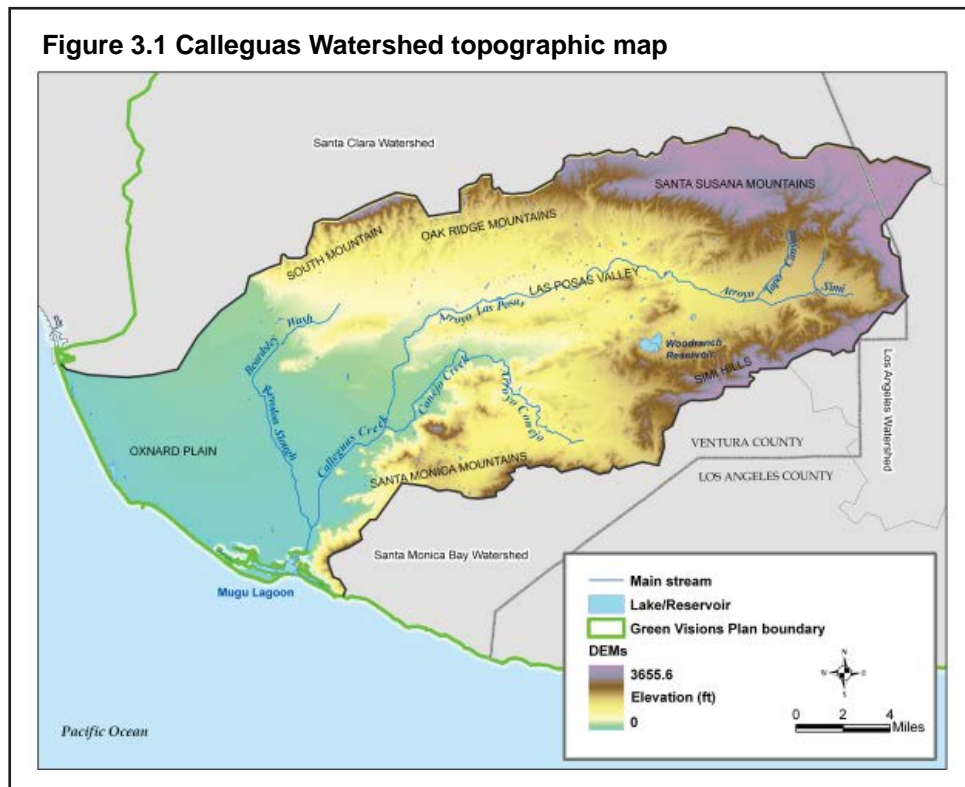 Figure 3.1 Calleguas Watershed topographic map
Santa Clara Watershed
SANTA SUSANA MOUNTAINS
OAK RIDGE MOUNTAINS
SOUTH MOUNTAIN
Tapo Canyon
LAS POSAS VALLEY
Arroyo
Simi
Arroyo Las Posas
Beardsley
Wash
Woodranch
Reservoir
SIMI HILLS
Los Angeles Watershed
Conejo Creek
Arroyo Conejo
Revolon Slough
Calleguas Creek
OXNARD PLAIN
VENTURA COUNTY
LOS ANGELES COUNTY
SANTA MONICA MOUNTAINS
Santa Monica Bay Watershed
Mugu Lagoon
Main stream
Lake/Reservoir
Green Visions Plan boundary
DEMs
3655.6
Elevation (ft)
0
N
W
E
S
0 2 4
Miles
Pacific Ocean